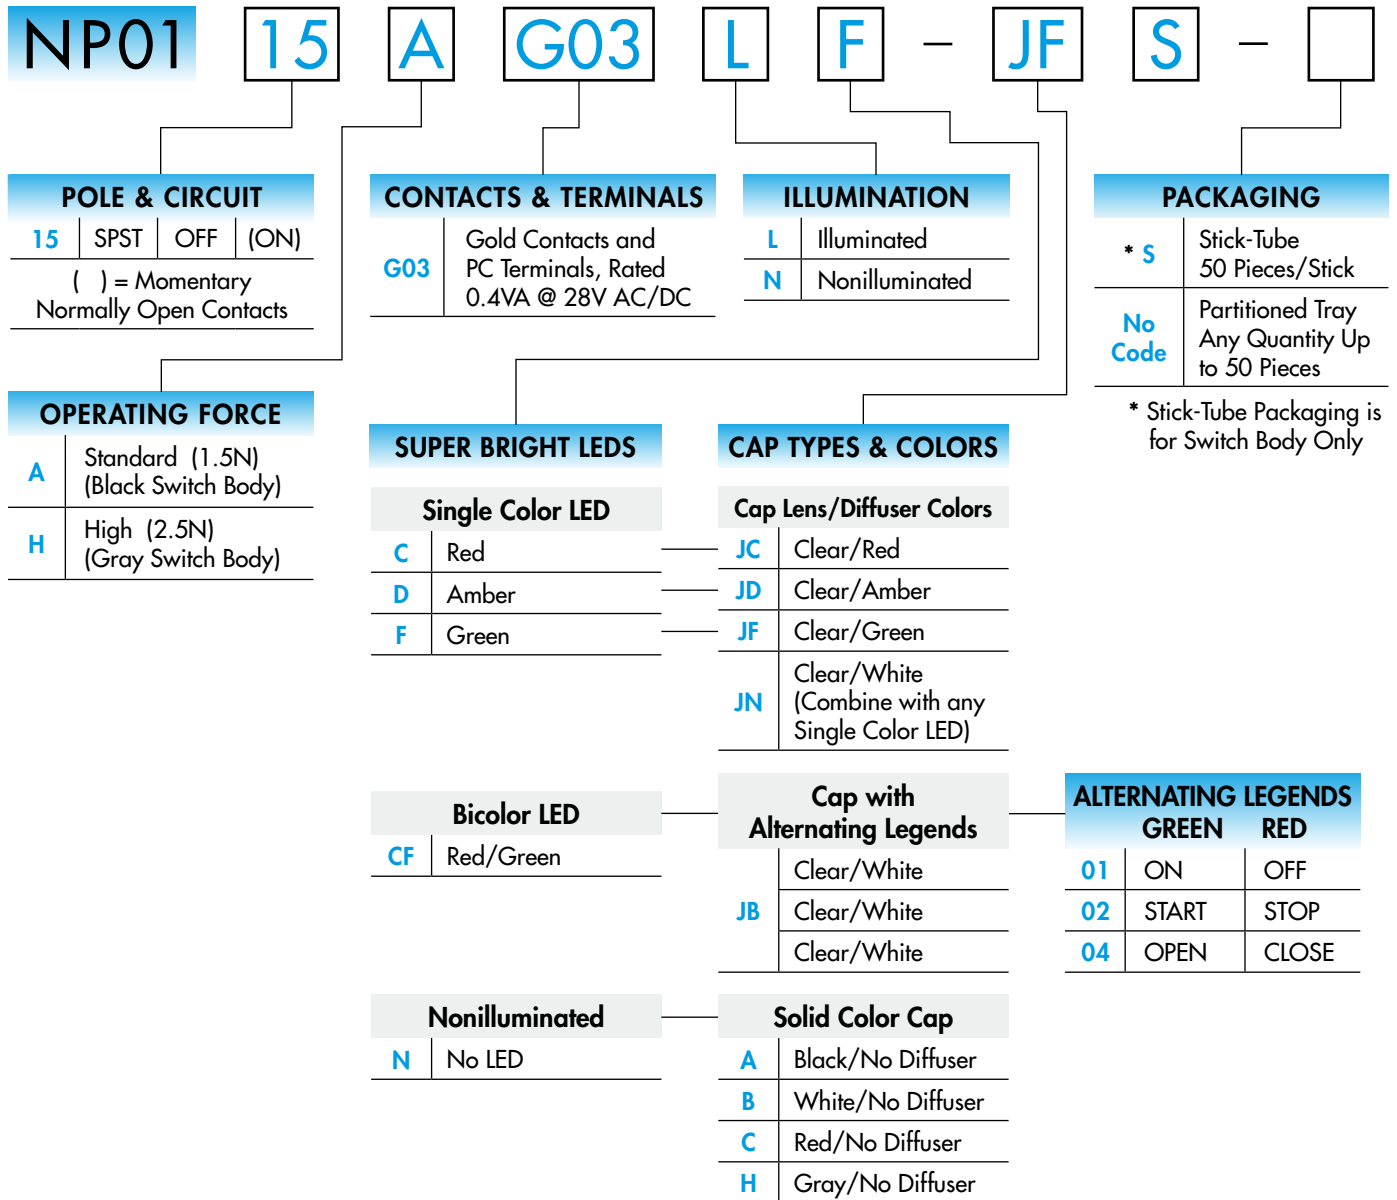 NP01 15 A G03 L F – JF S –
POLE & CIRCUIT
15 SPST OFF (ON)
( ) = Momentary
Normally Open Contacts
OPERATING FORCE
A Standard (1.5N)
(Black Switch Body)
H High (2.5N)
(Gray Switch Body)
CONTACTS & TERMINALS
G03 Gold Contacts and
PC Terminals, Rated
0.4VA @ 28V AC/DC
ILLUMINATION
L Illuminated
N Nonilluminated
PACKAGING
* S Stick-Tube
50 Pieces/Stick
No Code Partitioned Tray
Any Quantity Up
to 50 Pieces
* Stick-Tube Packaging is
for Switch Body Only
SUPER BRIGHT LEDS
Single Color LED
C Red
D Amber
F Green
CAP TYPES & COLORS
Cap Lens/Diffuser Colors
JC Clear/Red
JD Clear/Amber
JF Clear/Green
JN Clear/White
(Combine with any
Single Color LED)
Bicolor LED
CF Red/Green
Cap with
Alternating Legends
JB Clear/White
Clear/White
Clear/White
ALTERNATING LEGENDS
GREEN RED
01 ON OFF
02 START STOP
04 OPEN CLOSE
Nonilluminated
N No LED
Solid Color Cap
A Black/No Diffuser
B White/No Diffuser
C Red/No Diffuser
H Gray/No Diffuser